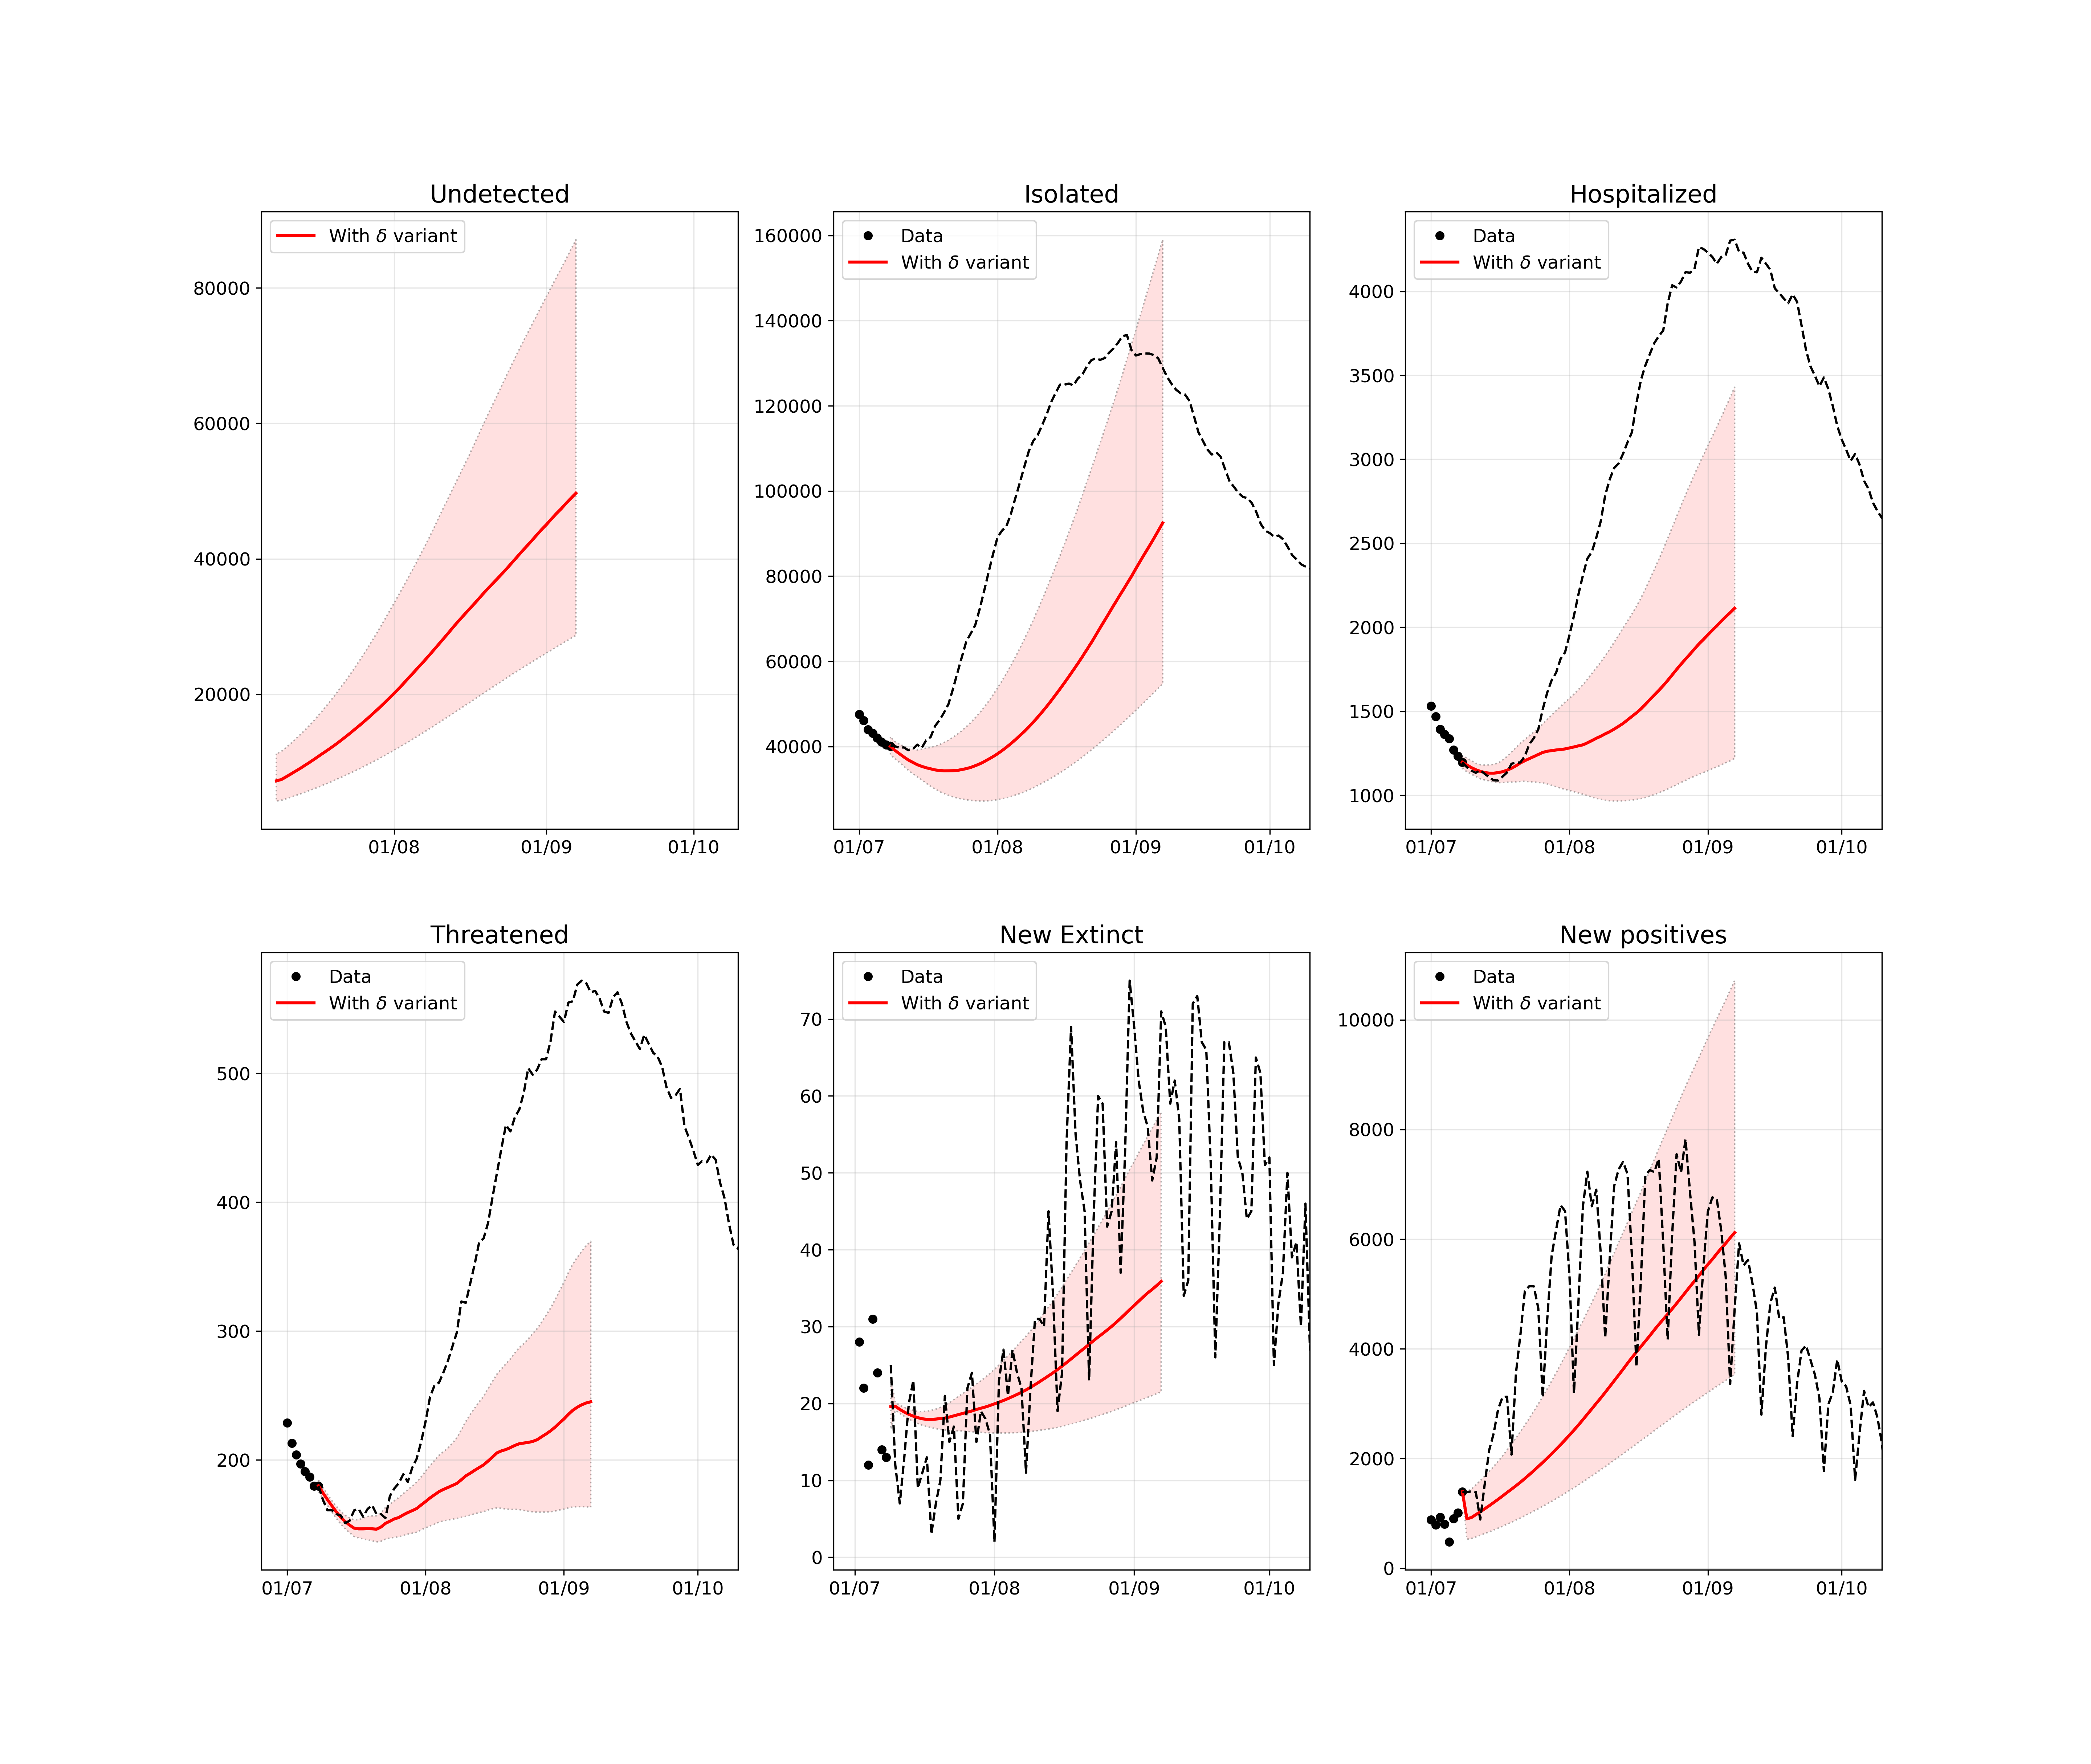 Undetected
With δ variant
80000
60000
40000
20000
01/08 01/09 01/10
Isolated
Data
With δ variant
160000
140000
120000
100000
80000
60000
40000
01/07 01/08 01/09 01/10
Hospitalized
Data
With δ variant
4000
3500
3000
2500
2000
1500
1000
01/07 01/08 01/09 01/10
Threatened
Data
With δ variant
500
400
300
200
01/07 01/08 01/09 01/10
New Extinct
Data
With δ variant
70
60
50
40
30
20
10
0
01/07 01/08 01/09 01/10
New positives
Data
With δ variant
10000
8000
6000
4000
2000
0
01/07 01/08 01/09 01/10